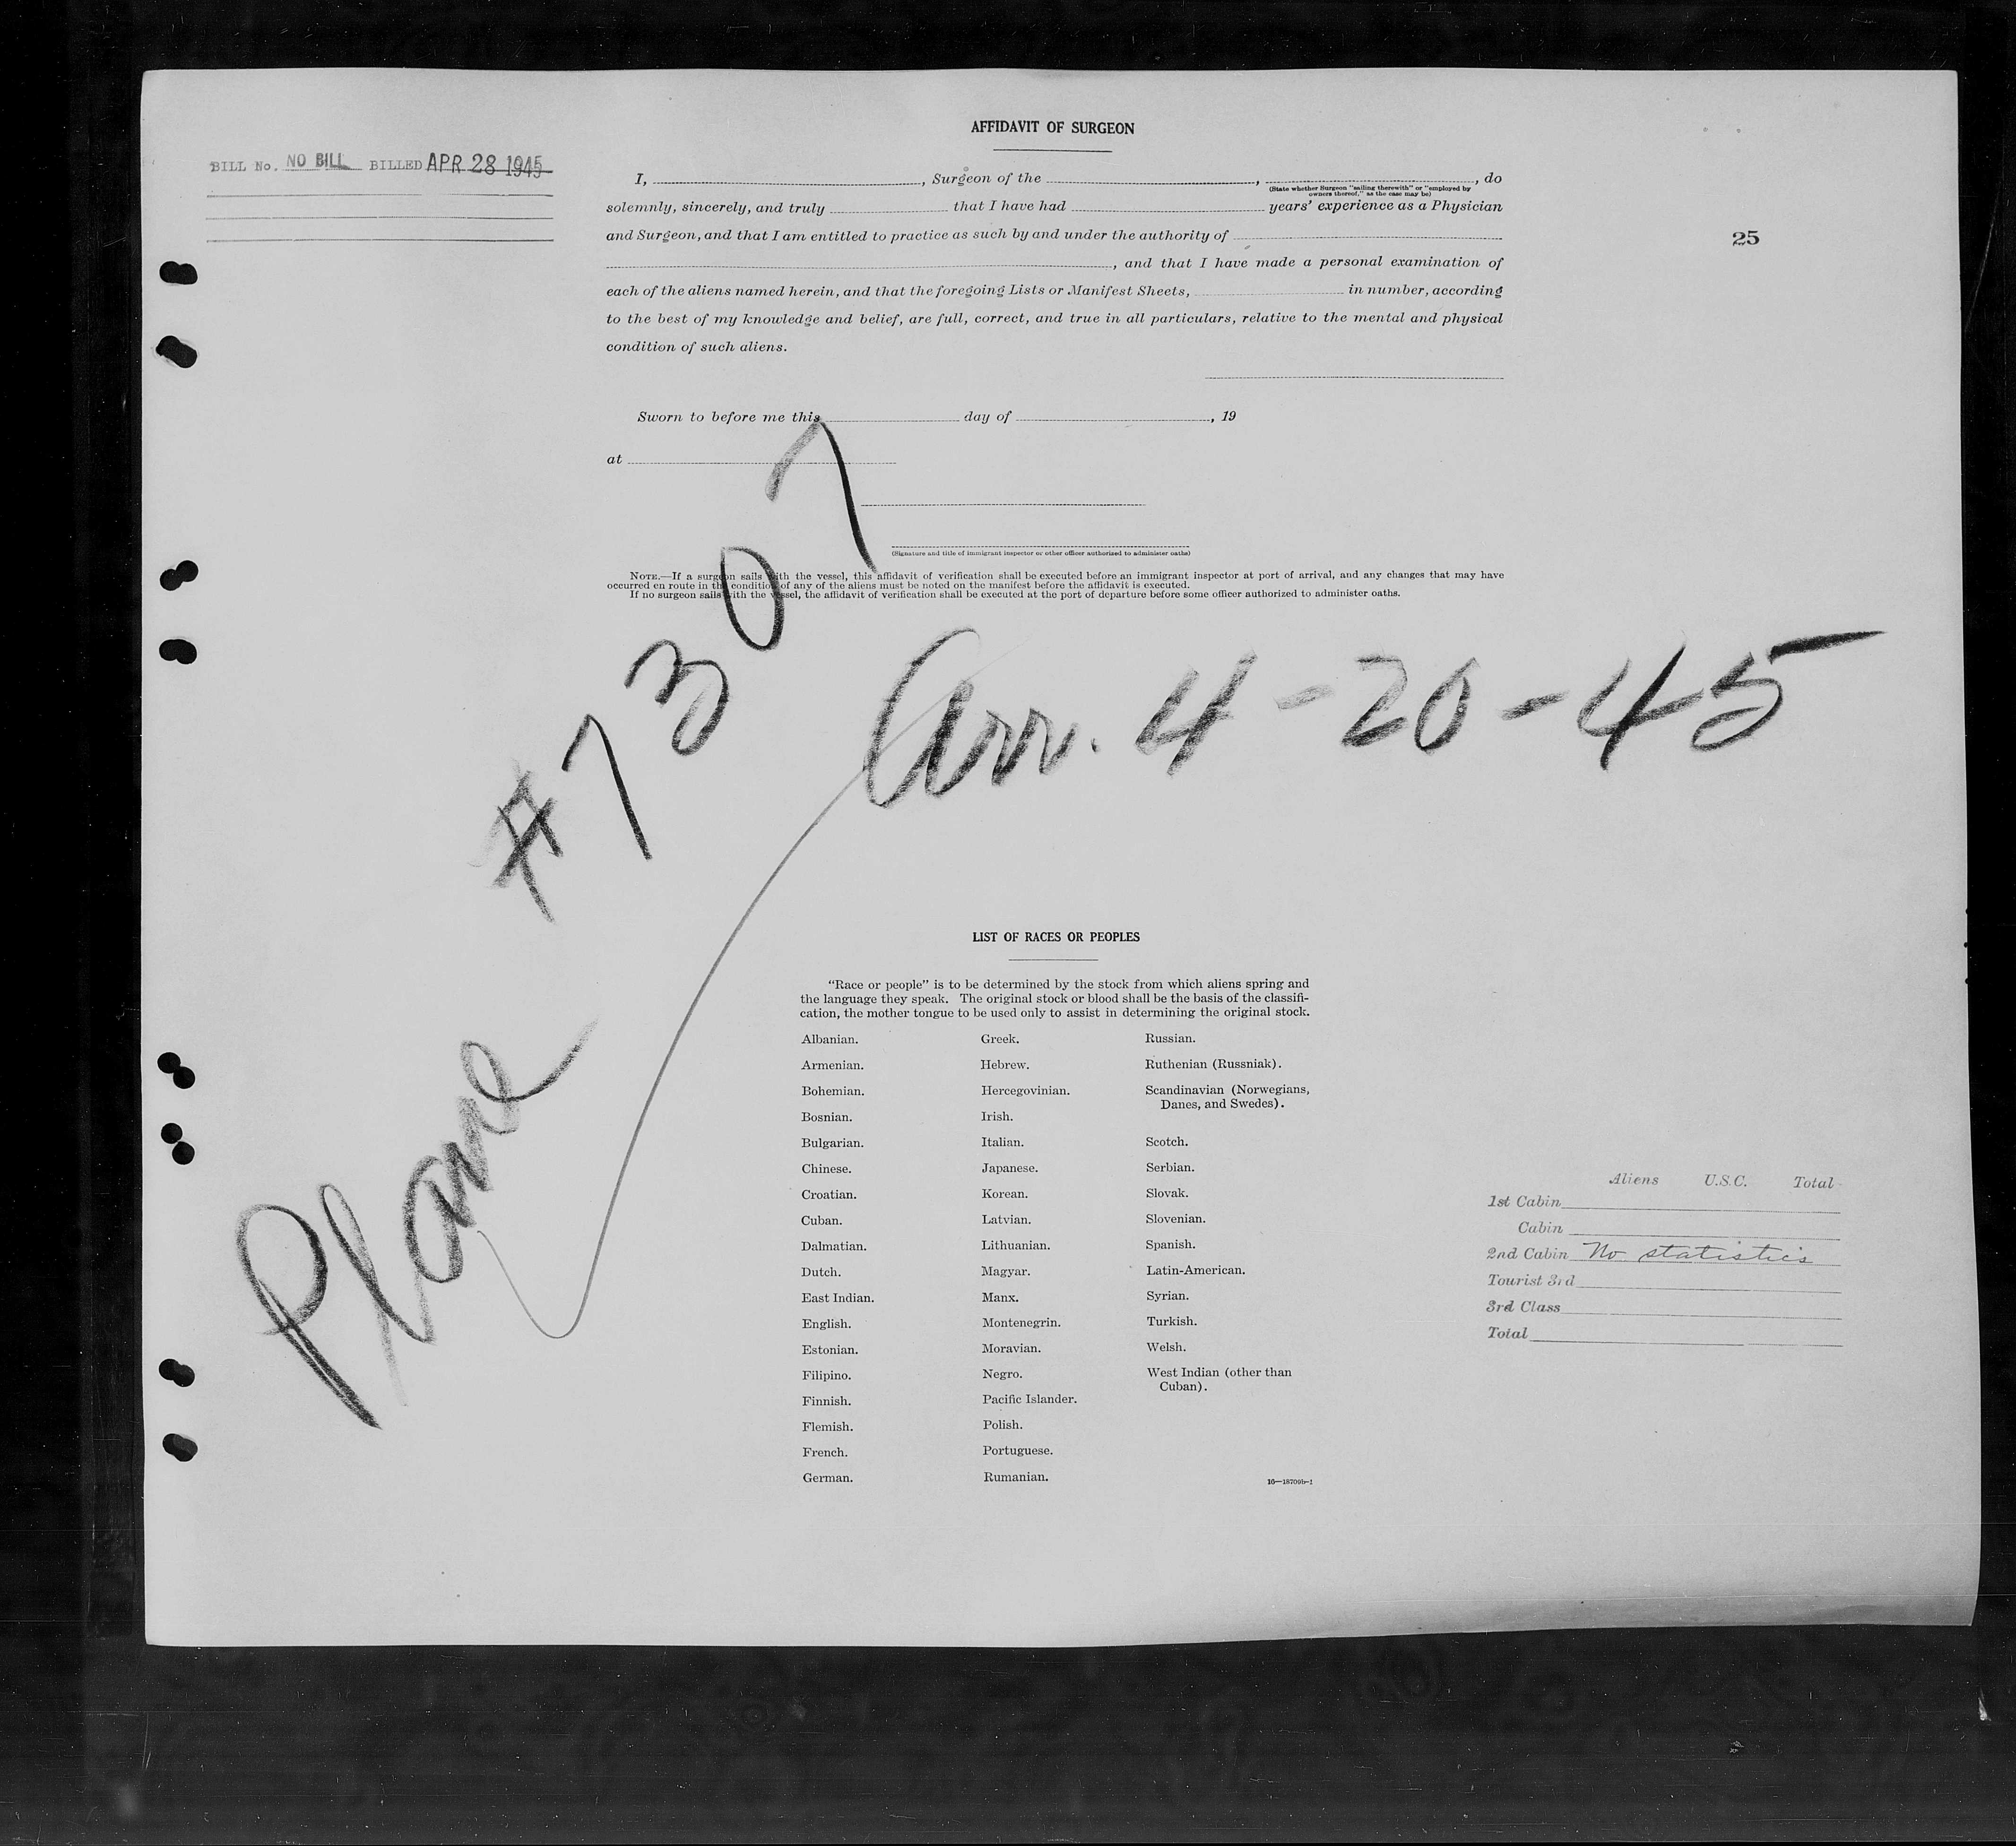 AFFIDAVIT OF SURGEON
BILL No. NO BILL BILLED APR 28 1945
I, , Surgeon of the , , do
(State whether Surgeon "sailing therewith" or "employed by
owners thereof," as the case may be)
solemnly, sincerely, and truly that I have had years' experience as a Physician
and Surgeon, and that I am entitled to practice as such by and under the authority of
25
, and that I have made a personal examination of
each of the aliens named herein, and that the foregoing Lists or Manifest Sheets, in number, according
to the best of my knowledge and belief, are full, correct, and true in all particulars, relative to the mental and physical
condition of such aliens.
Sworn to before me this day of , 19
at
(Signature and title of immigrant inspector or other officer authorized to administer oaths)
NOTE.—If a surgeon sails with the vessel, this affidavit of verification shall be executed before an immigrant inspector at port of arrival, and any changes that may have
occurred en route in the condition of any of the aliens must be noted on the manifest before the affidavit is executed.
If no surgeon sails with the vessel, the affidavit of verification shall be executed at the port of departure before some officer authorized to administer oaths.
Plane #7307
Arr. 4-20-45
LIST OF RACES OR PEOPLES
"Race or people" is to be determined by the stock from which aliens spring and
the language they speak. The original stock or blood shall be the basis of the classifi-
cation, the mother tongue to be used only to assist in determining the original stock.
Albanian.
Armenian.
Bohemian.
Bosnian.
Bulgarian.
Chinese.
Croatian.
Cuban.
Dalmatian.
Dutch.
East Indian.
English.
Estonian.
Filipino.
Finnish.
Flemish.
French.
German.
Greek.
Hebrew.
Hercegovinian.
Irish.
Italian.
Japanese.
Korean.
Latvian.
Lithuanian.
Magyar.
Manx.
Montenegrin.
Moravian.
Negro.
Pacific Islander.
Polish.
Portuguese.
Rumanian.
Russian.
Ruthenian (Russniak).
Scandinavian (Norwegians,
Danes, and Swedes).
Scotch.
Serbian.
Slovak.
Slovenian.
Spanish.
Latin-American.
Syrian.
Turkish.
Welsh.
West Indian (other than
Cuban).
16—18709b-1
Aliens U.S.C. Total
1st Cabin
Cabin
2nd Cabin No statistics
Tourist 3rd
3rd Class
Total